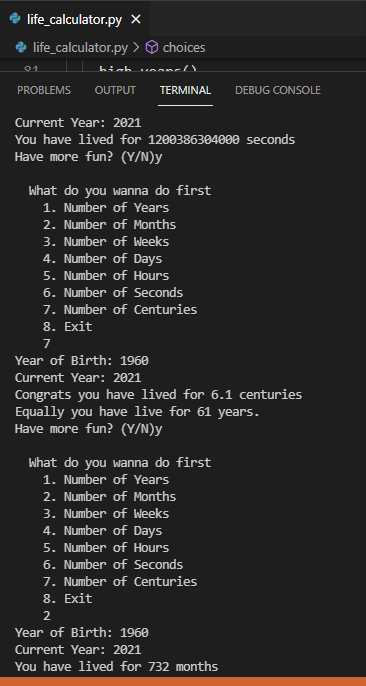 life_calculator.py
life_calculator.py > choices
81 high_years()
PROBLEMS OUTPUT TERMINAL DEBUG CONSOLE
Current Year: 2021
You have lived for 1200386304000 seconds
Have more fun? (Y/N)y
What do you wanna do first
1. Number of Years
2. Number of Months
3. Number of Weeks
4. Number of Days
5. Number of Hours
6. Number of Seconds
7. Number of Centuries
8. Exit
7
Year of Birth: 1960
Current Year: 2021
Congrats you have lived for 6.1 centuries
Equally you have live for 61 years.
Have more fun? (Y/N)y
What do you wanna do first
1. Number of Years
2. Number of Months
3. Number of Weeks
4. Number of Days
5. Number of Hours
6. Number of Seconds
7. Number of Centuries
8. Exit
2
Year of Birth: 1960
Current Year: 2021
You have lived for 732 months